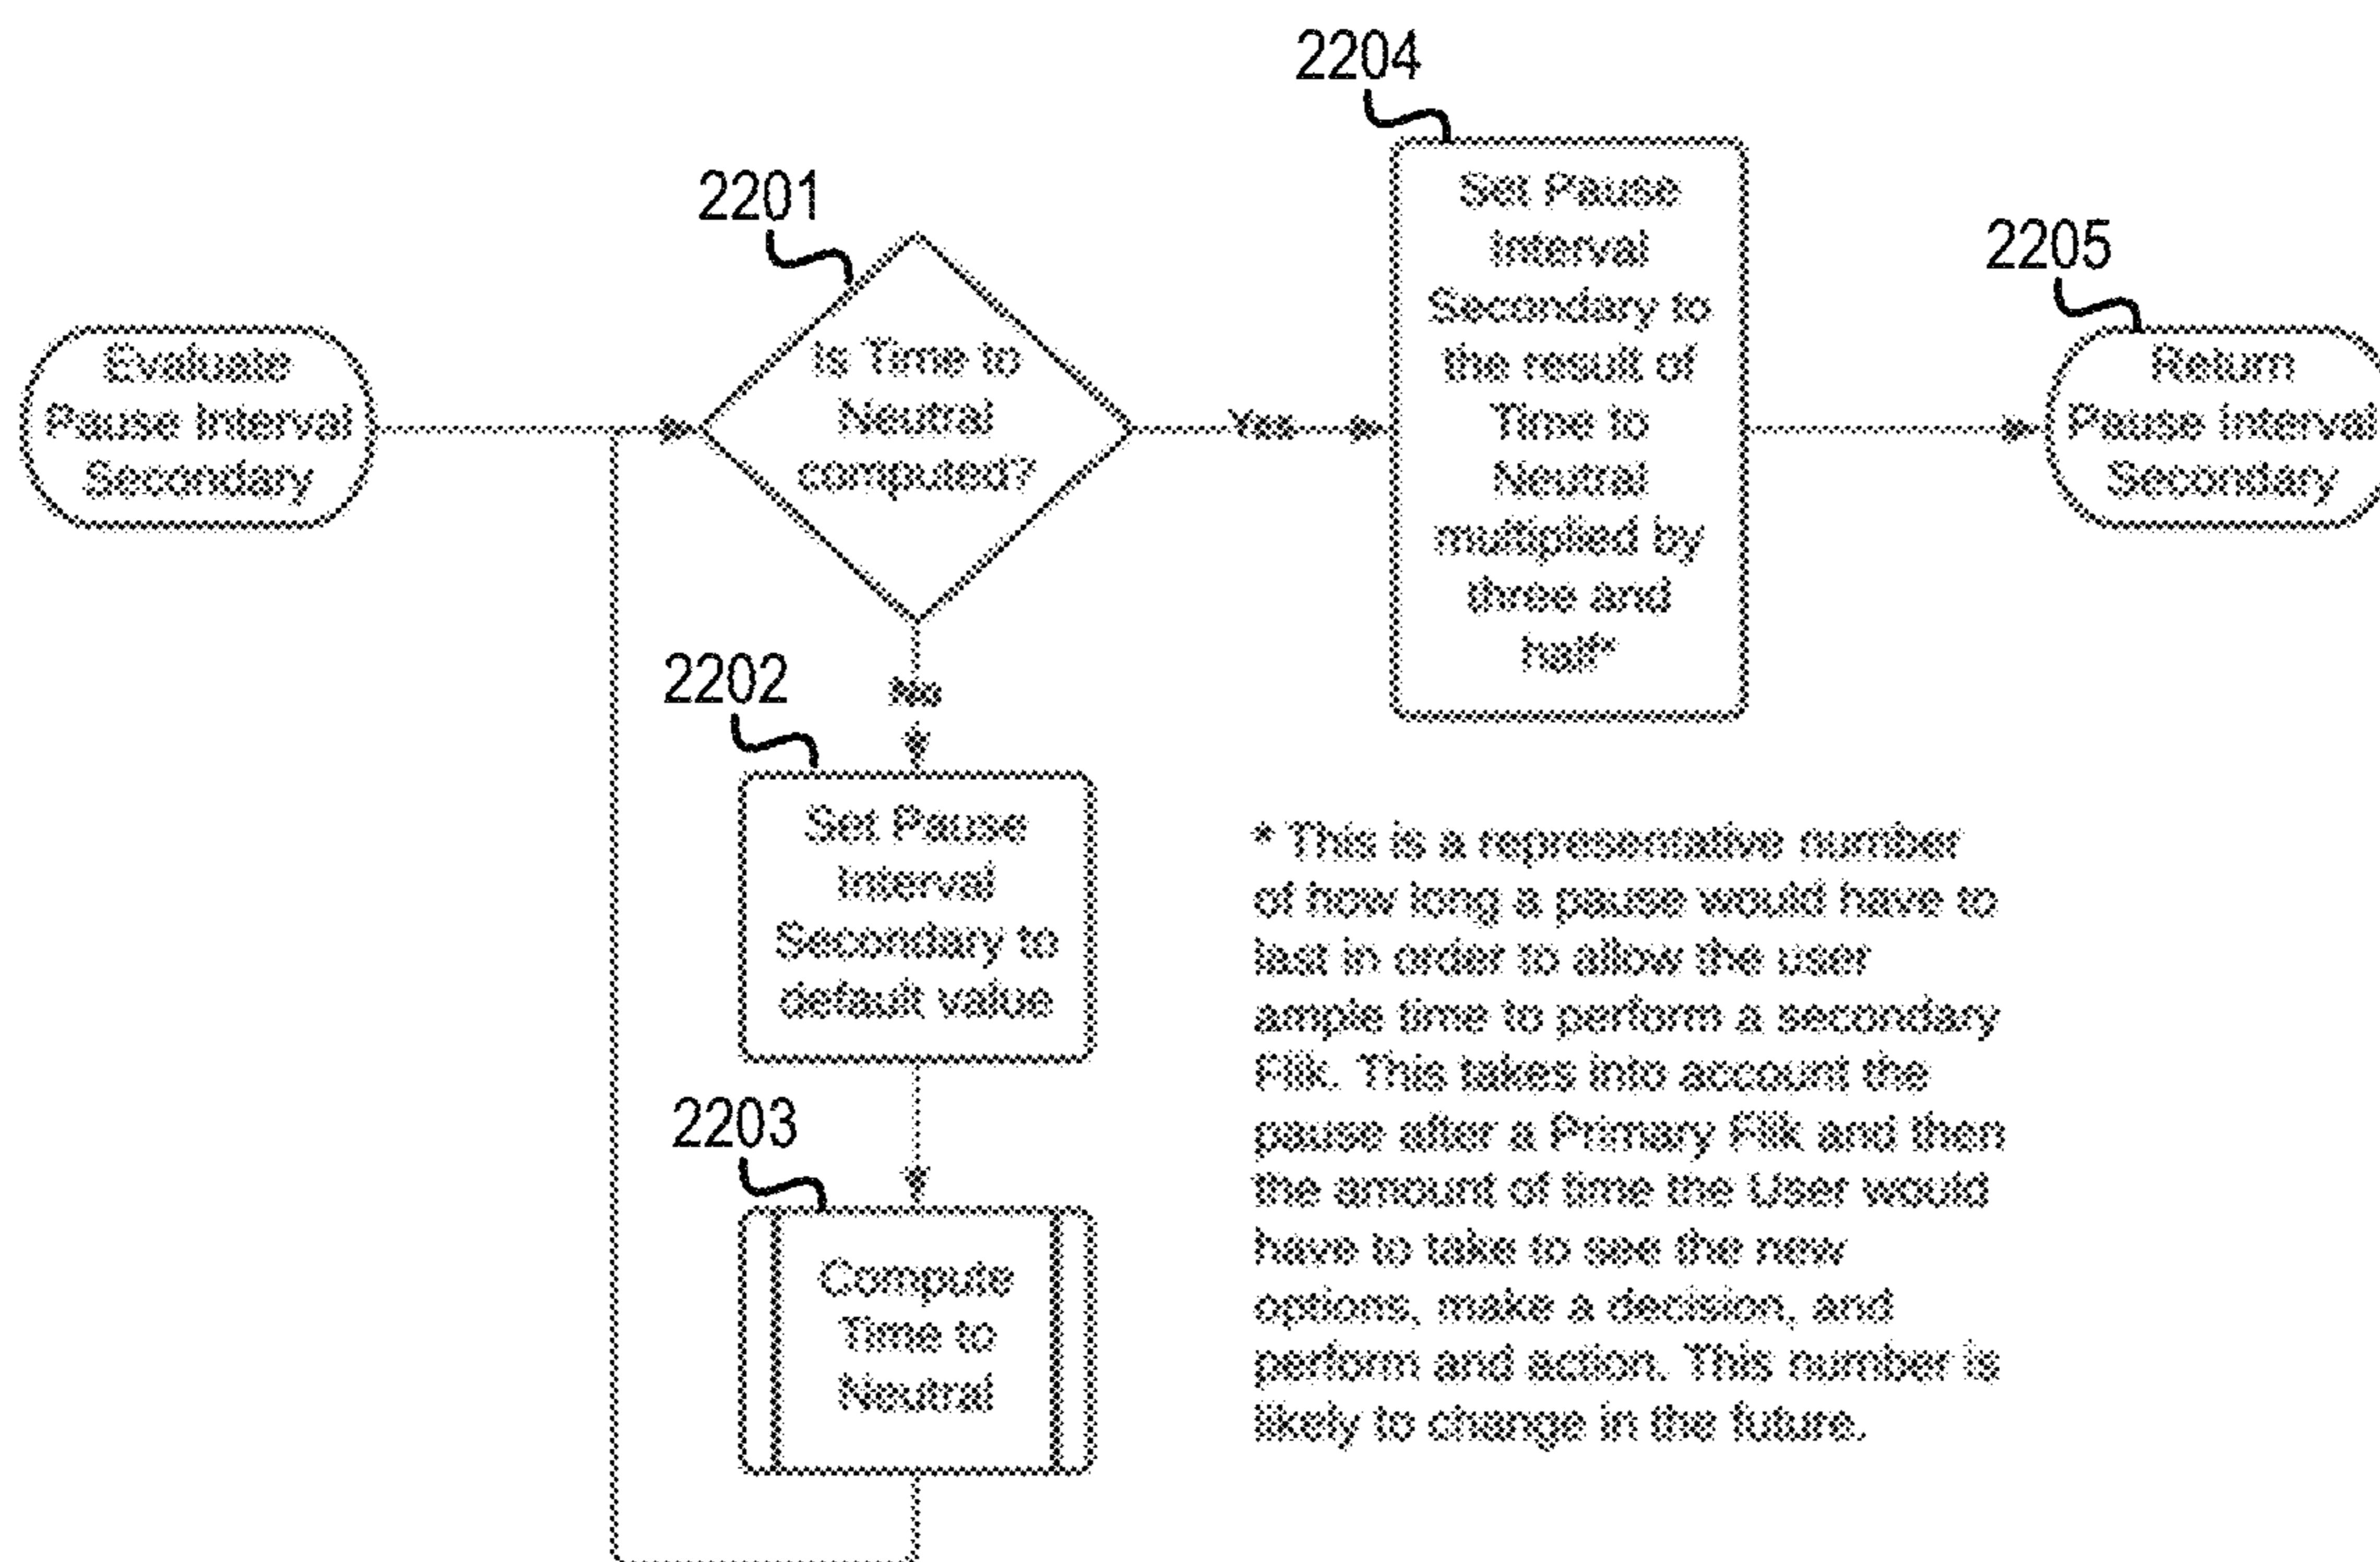 2204
2201
2205
Evaluate
Pause Interval
Secondary
Is Time to
Neutral
computed?
Yes
Set Pause
Interval
Secondary to
the result of
Time to
Neutral
multiplied by
three and
half*
Return
Pause Interval
Secondary
2202
No
Set Pause
Interval
Secondary to
default value
2203
Compute
Time to
Neutral
* This is a representative number
of how long a pause would have to
last in order to allow the user
ample time to perform a secondary
Flik. This takes into account the
pause after a Primary Flik and then
the amount of time the User would
have to take to see the new
options, make a decision, and
perform and action. This number is
likely to change in the future.